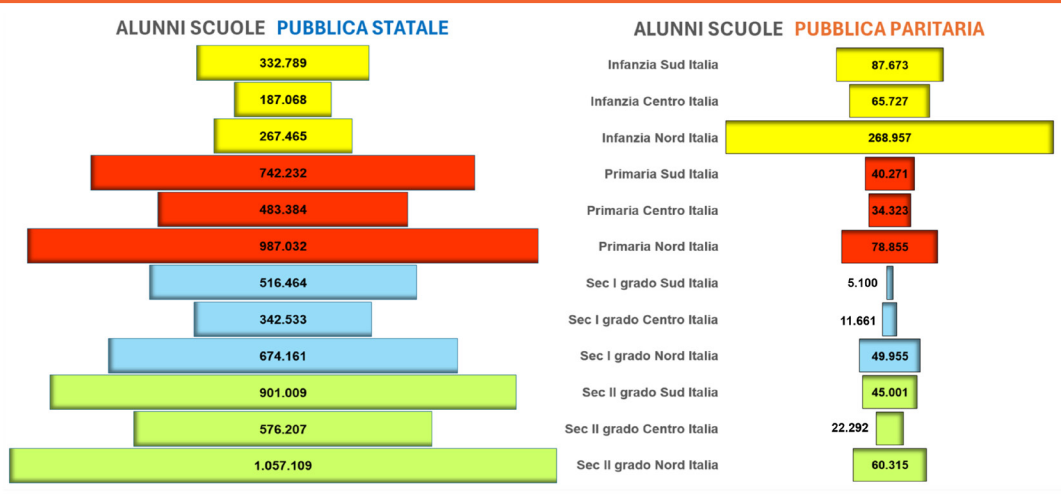 ALUNNI SCUOLE PUBBLICA STATALE
ALUNNI SCUOLE PUBBLICA PARITARIA
332.789 Infanzia Sud Italia 87.673
187.068 Infanzia Centro Italia 65.727
267.465 Infanzia Nord Italia 268.957
742.232 Primaria Sud Italia 40.271
483.384 Primaria Centro Italia 34.323
987.032 Primaria Nord Italia 78.855
516.464 Sec I grado Sud Italia 5.100
342.533 Sec I grado Centro Italia 11.661
674.161 Sec I grado Nord Italia 49.955
901.009 Sec II grado Sud Italia 45.001
576.207 Sec II grado Centro Italia 22.292
1.057.109 Sec II grado Nord Italia 60.315